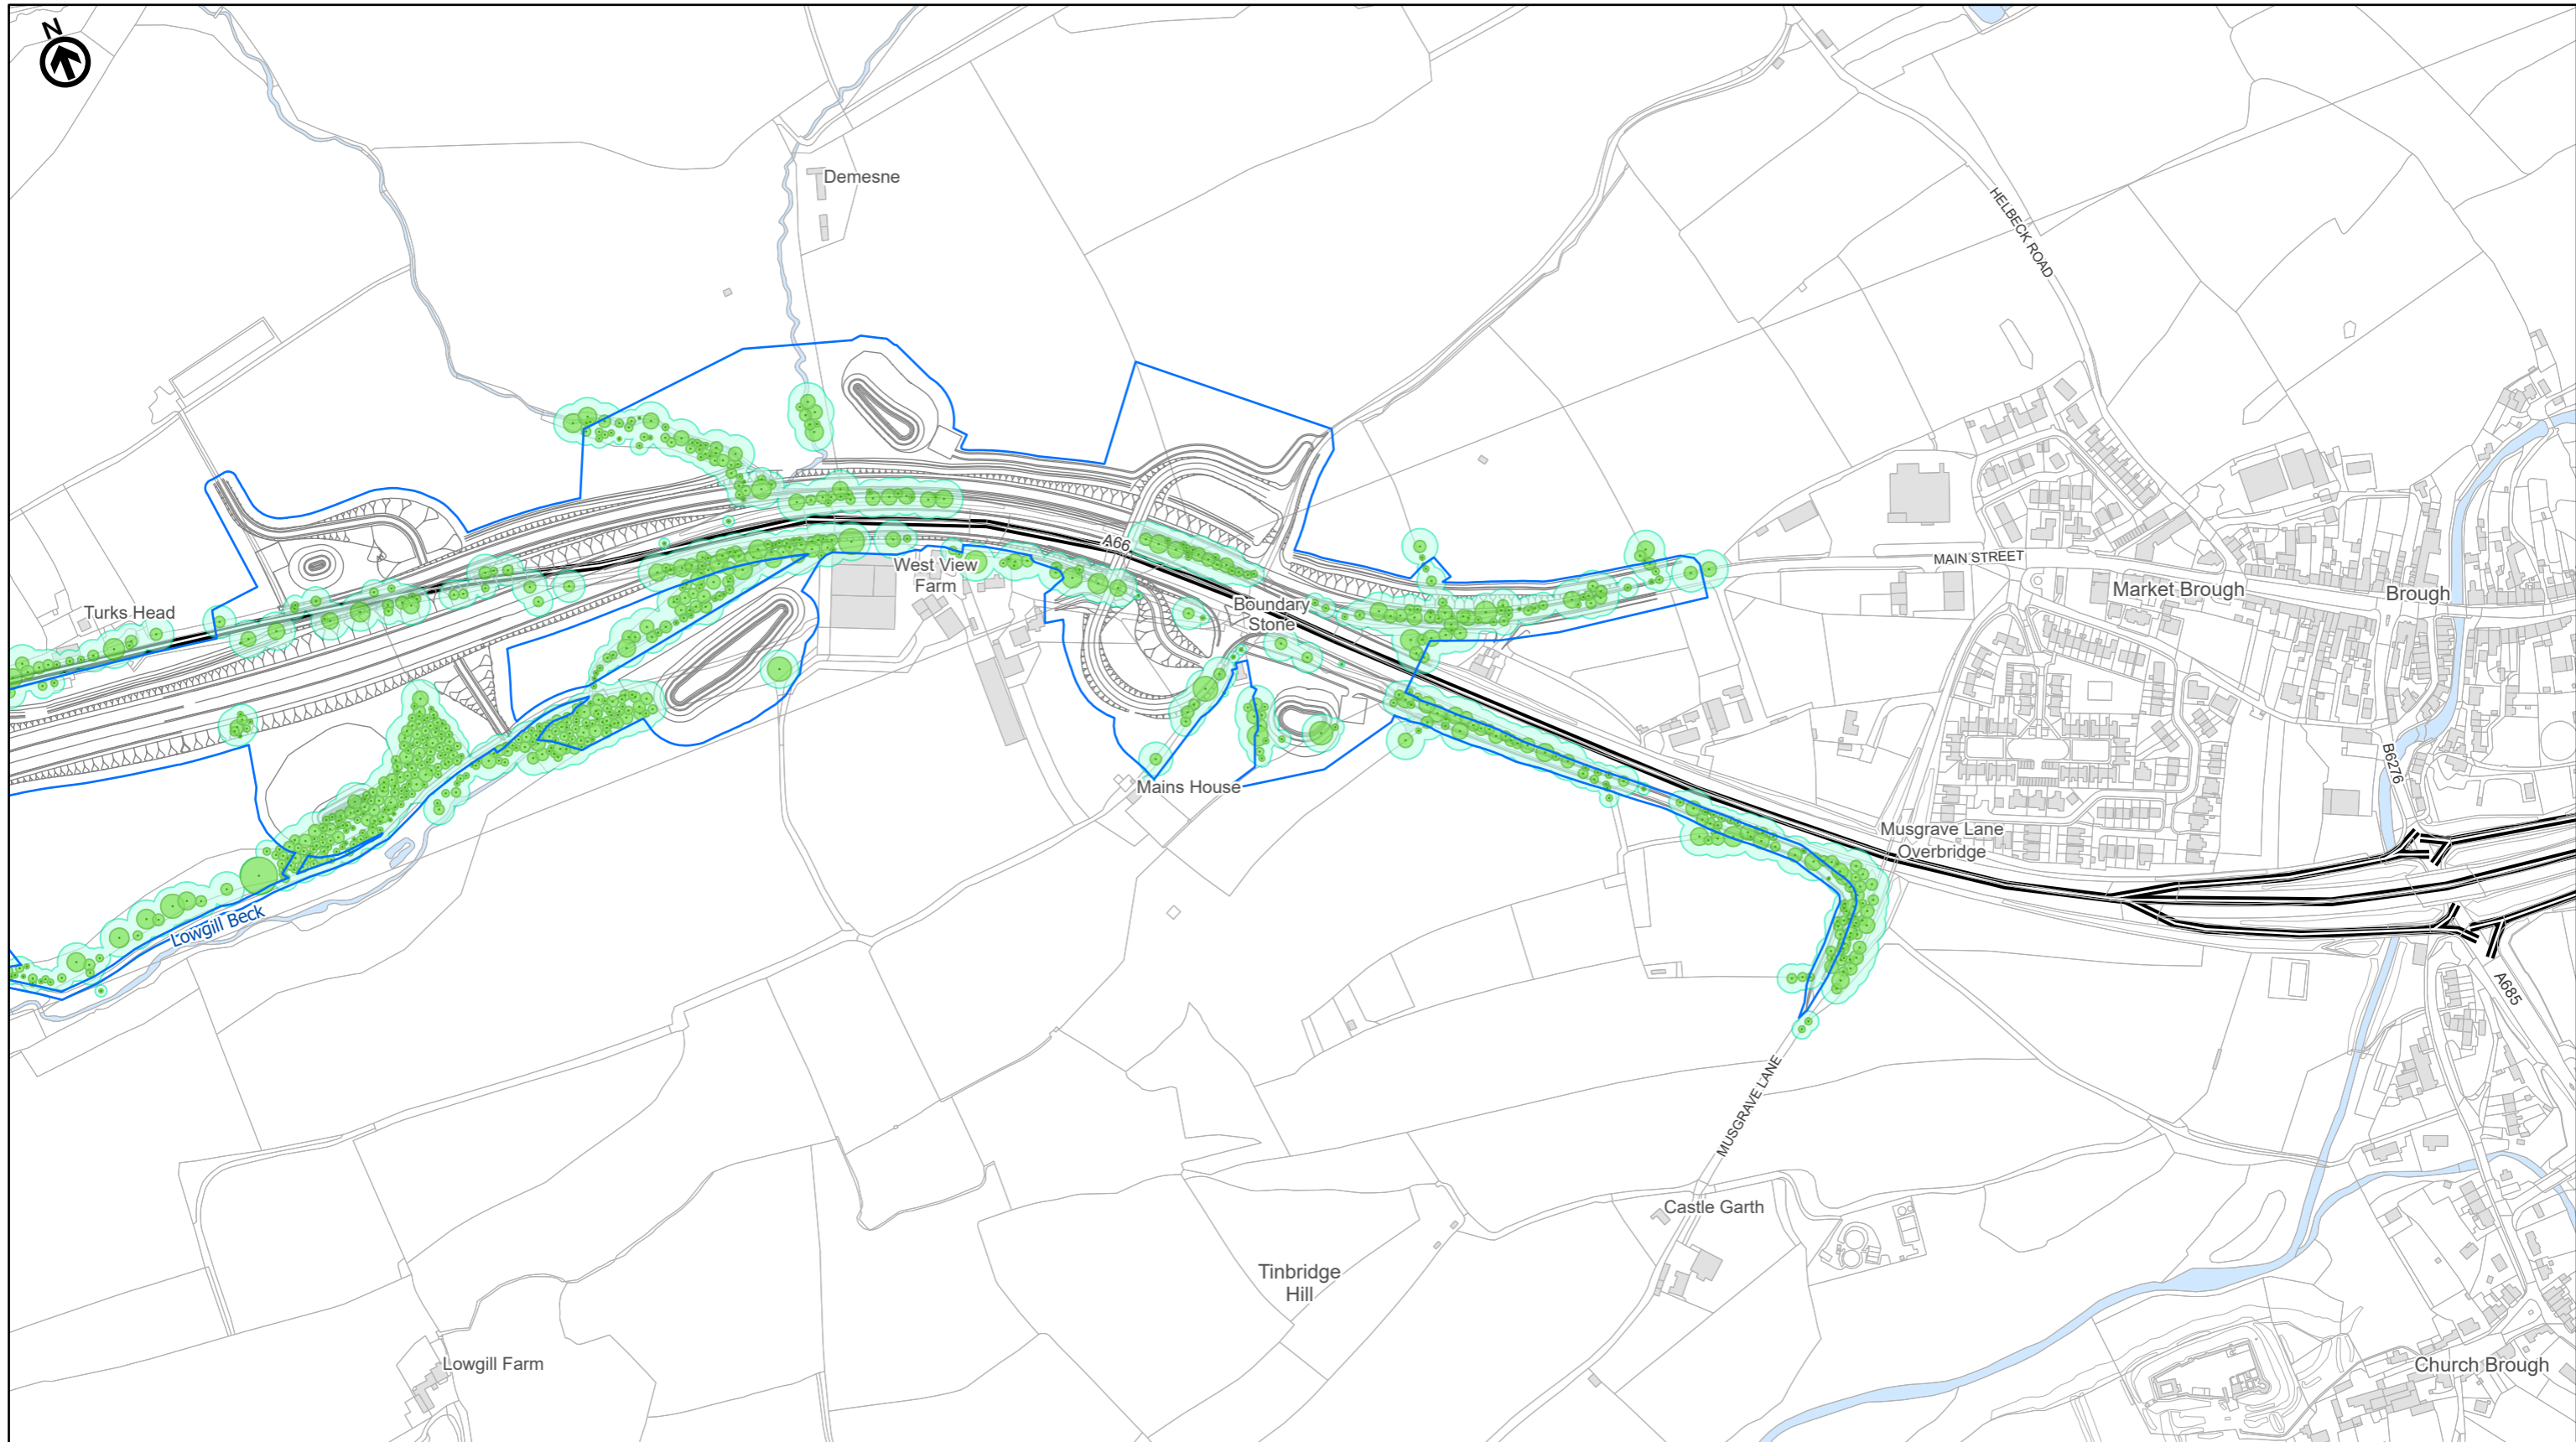 N
Demesne
HELBECK ROAD
A66
West View
Farm
MAIN STREET
Market Brough
Brough
Turks Head
Boundary
Stone
B6276
Mains House
Musgrave Lane
Overbridge
Lowgill Beck
A685
MUSGRAVE LANE
Castle Garth
Tinbridge
Hill
Lowgill Farm
Church Brough